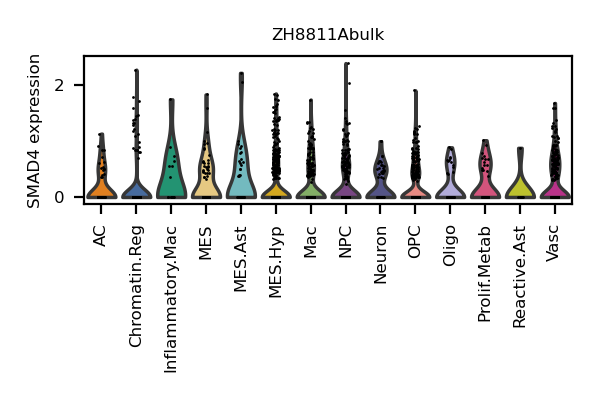 ZH8811Abulk
SMAD4 expression
2
0
AC
Chromatin.Reg
Inflammatory.Mac
MES
MES.Ast
MES.Hyp
Mac
NPC
Neuron
OPC
Oligo
Prolif.Metab
Reactive.Ast
Vasc